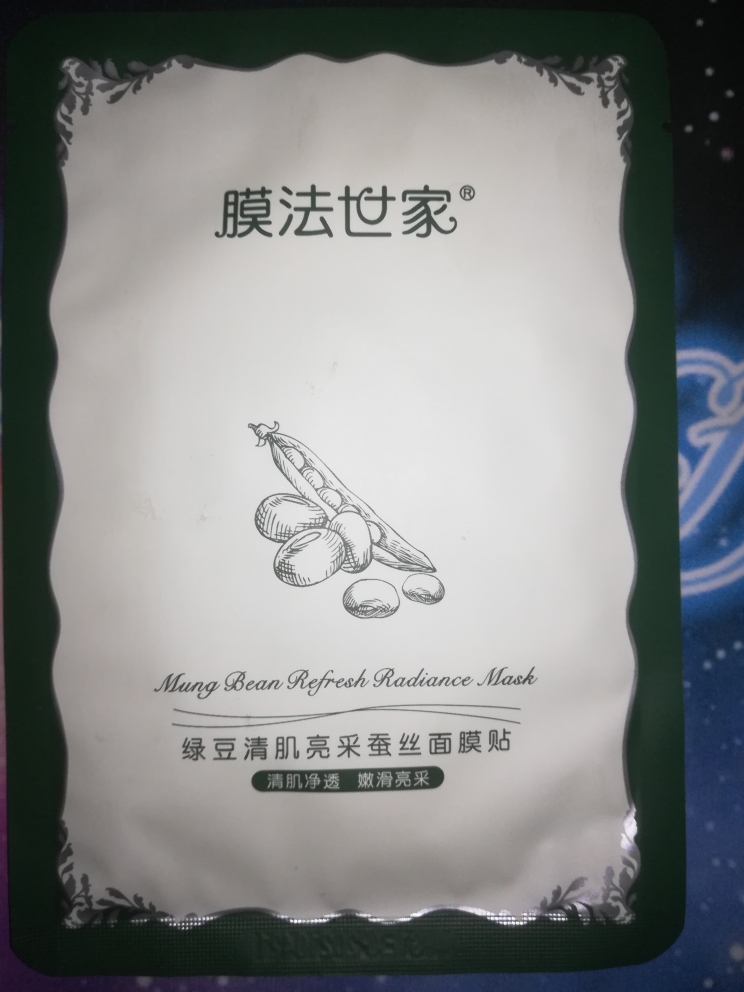 膜法世家®
Mung Bean Refresh Radiance Mask
绿豆清肌亮采蚕丝面膜贴
清肌净透 嫩滑亮采